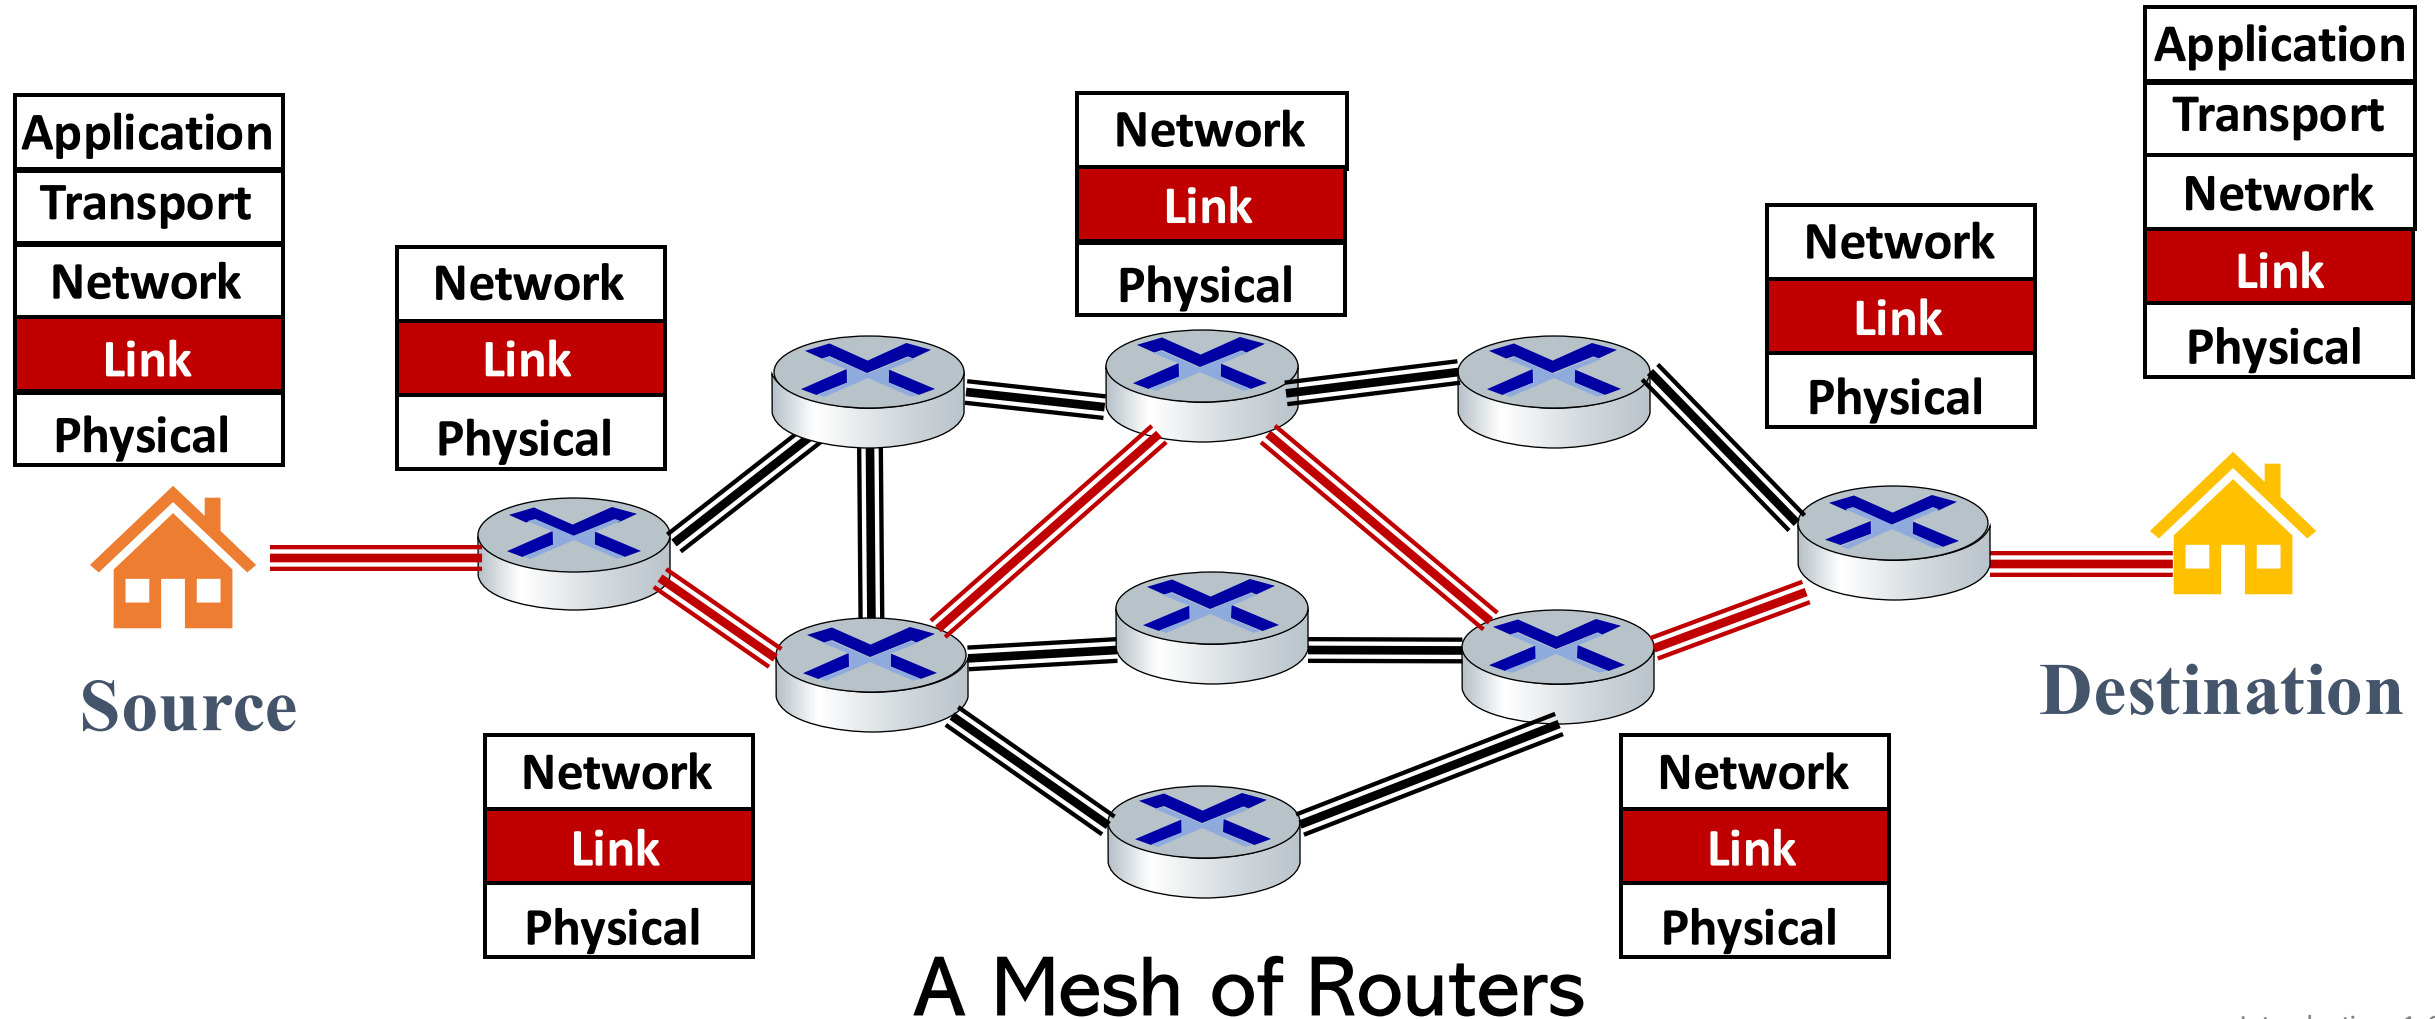 Application
Transport
Network
Link
Physical
Source
Network
Link
Physical
Network
Link
Physical
Network
Link
Physical
Network
Link
Physical
Network
Link
Physical
Application
Transport
Network
Link
Physical
Destination
A Mesh of Routers